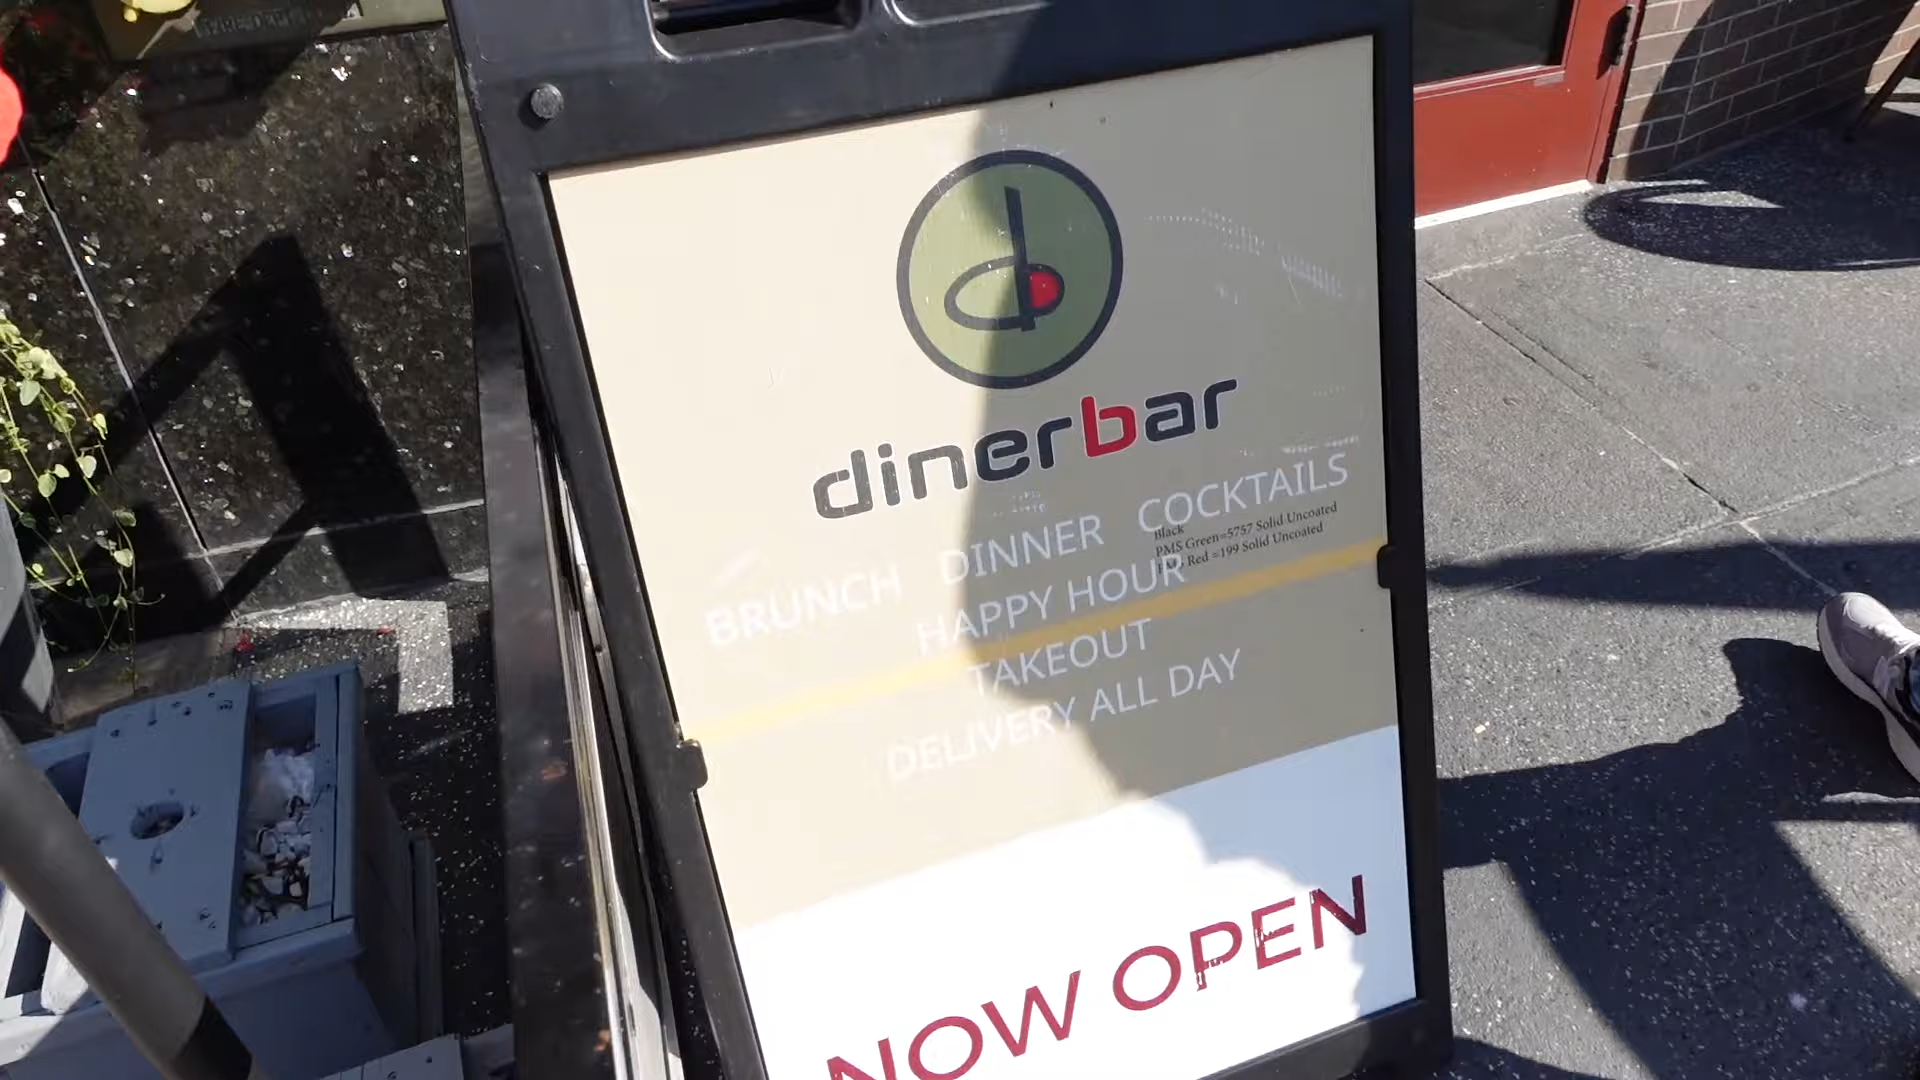 dinerbar
BRUNCH DINNER COCKTAILS
Black
PMS Green=5757 Solid Uncoated
PMS Red =199 Solid Uncoated
HAPPY HOUR
TAKEOUT
DELIVERY ALL DAY
NOW OPEN